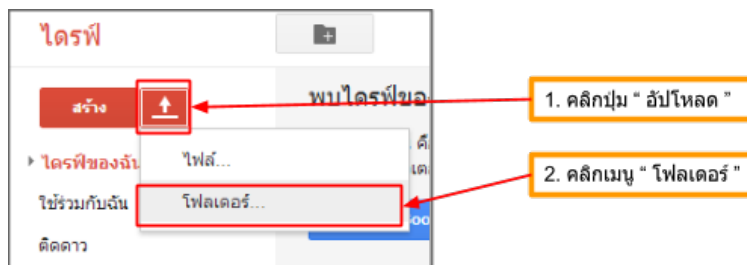 ไดรฟ์
สร้าง
พบไดรฟ์ของ
1. คลิกปุ่ม “ อัปโหลด ”
ไดรฟ์ของฉัน
ไฟล์...
ใช้ร่วมกับฉัน
โฟลเดอร์...
2. คลิกเมนู “ โฟลเดอร์ ”
ติดดาว